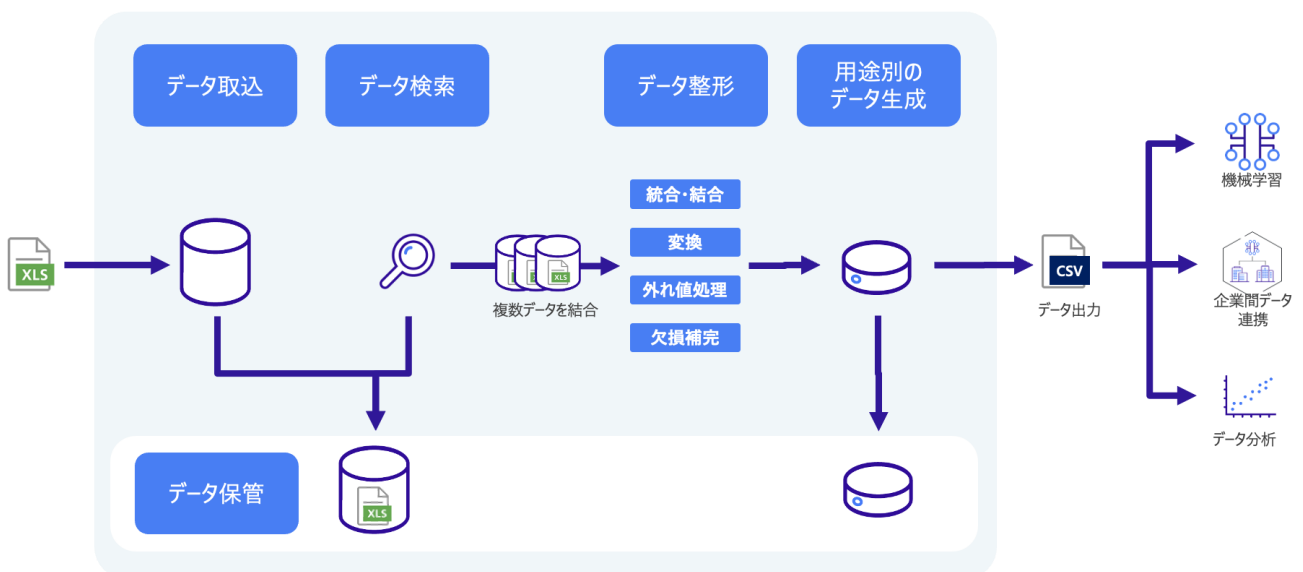 データ取込
データ検索
データ整形
用途別の
データ生成
XLS
XLS
複数データを結合
統合・結合
変換
外れ値処理
欠損補完
CSV
データ出力
機械学習
企業間データ
連携
データ分析
データ保管
XLS